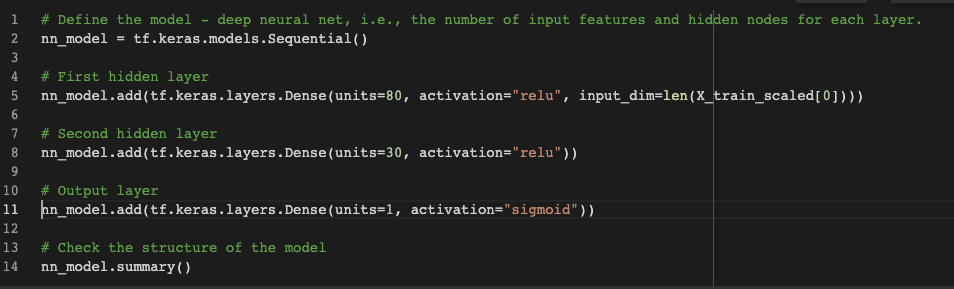 1 # Define the model - deep neural net, i.e., the number of input features and hidden nodes for each layer.
2 nn_model = tf.keras.models.Sequential()
3
4 # First hidden layer
5 nn_model.add(tf.keras.layers.Dense(units=80, activation="relu", input_dim=len(X_train_scaled[0])))
6
7 # Second hidden layer
8 nn_model.add(tf.keras.layers.Dense(units=30, activation="relu"))
9
10 # Output layer
11 nn_model.add(tf.keras.layers.Dense(units=1, activation="sigmoid"))
12
13 # Check the structure of the model
14 nn_model.summary()